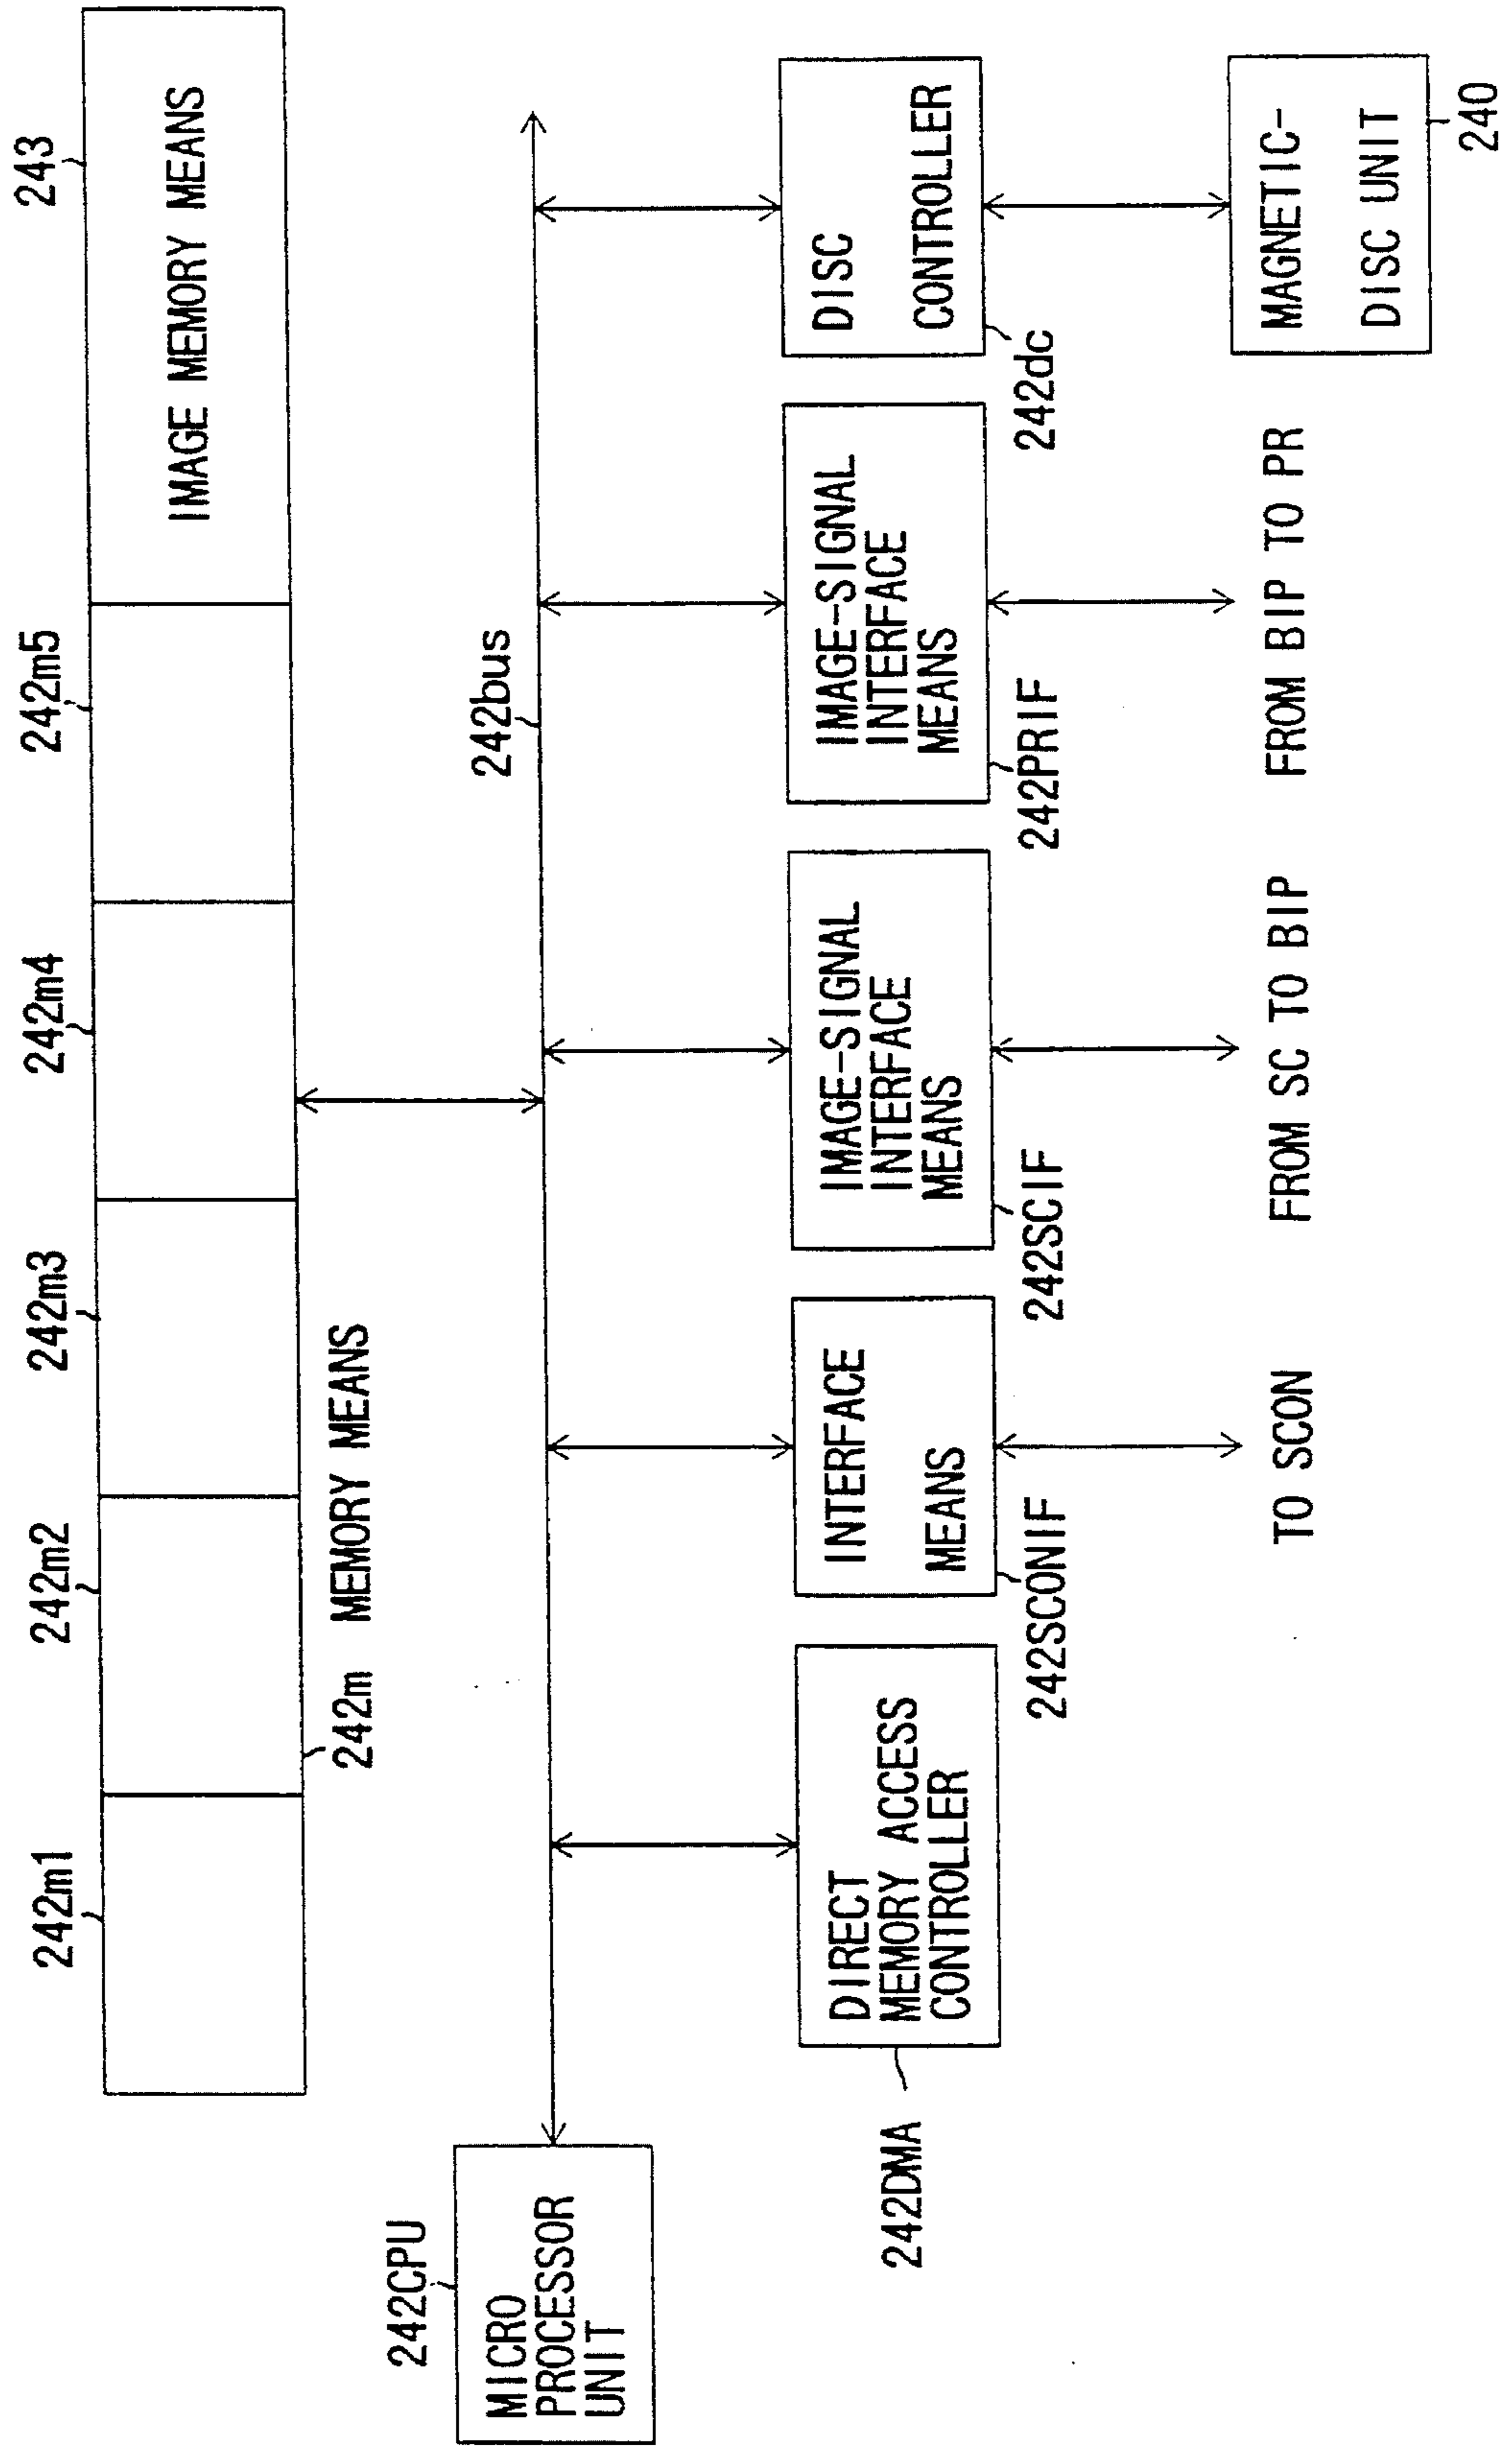 242m1
242m2
242m3
242m4
242m5
243
IMAGE MEMORY MEANS
242m
MEMORY MEANS
242CPU
MICRO
PROCESSOR
UNIT
242bus
242DMA
DIRECT
MEMORY ACCESS
CONTROLLER
INTERFACE
MEANS
242SCONIF
TO SCON
IMAGE-SIGNAL
INTERFACE
MEANS
242SCIF
FROM SC TO BIP
IMAGE-SIGNAL
INTERFACE
MEANS
242PRIF
FROM BIP TO PR
DISC
CONTROLLER
242dc
MAGNETIC-
DISC UNIT
240